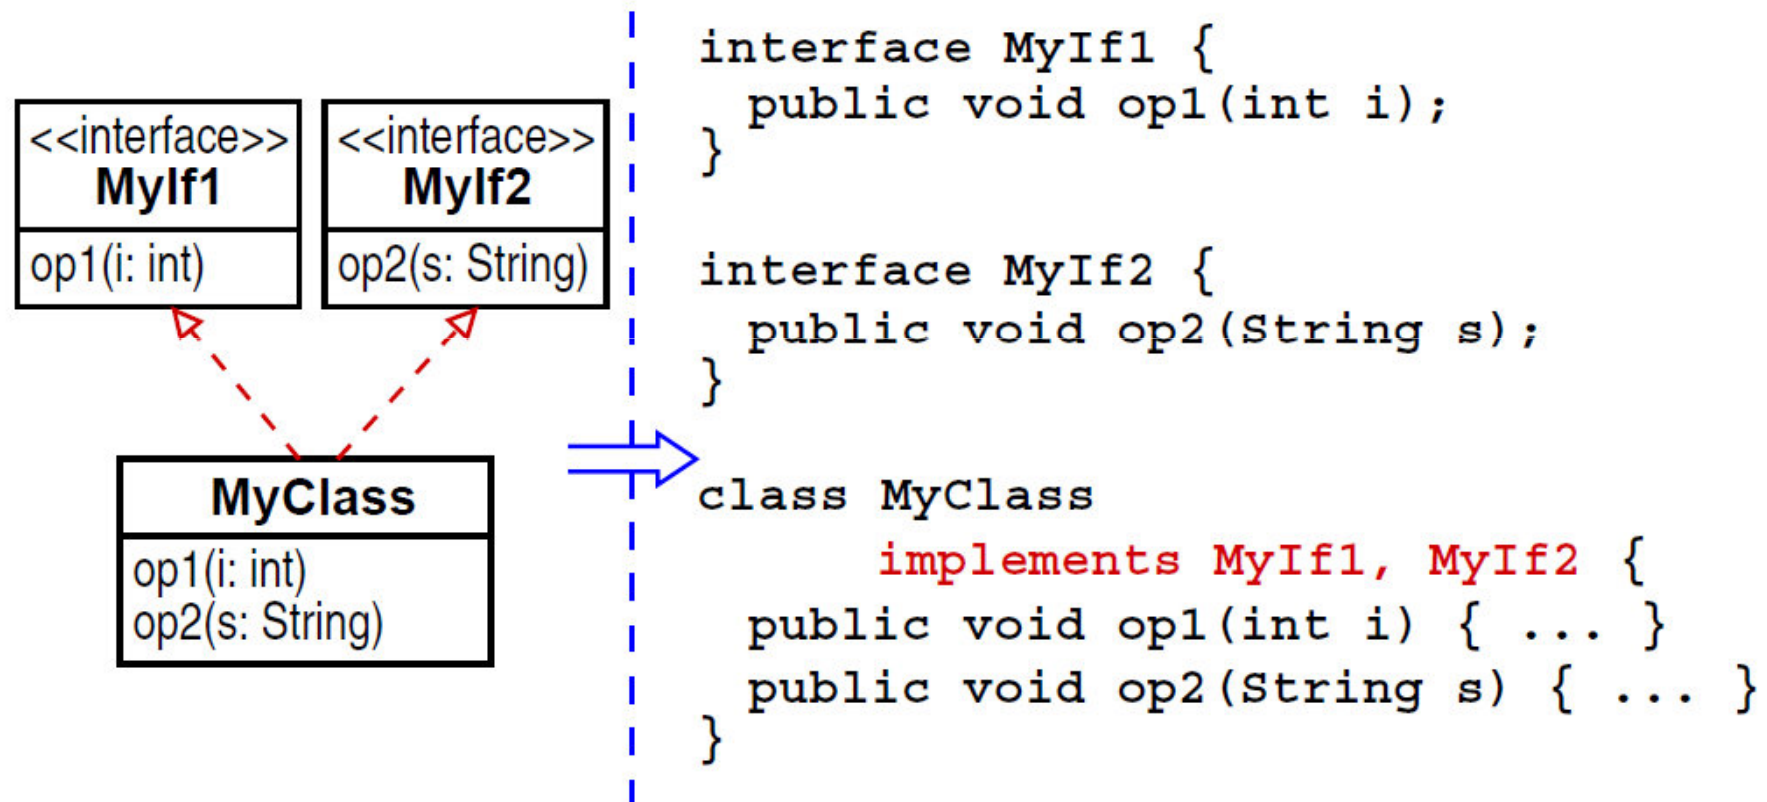 <<interface>>
MyIf1
op1(i: int)
<<interface>>
MyIf2
op2(s: String)
MyClass
op1(i: int)
op2(s: String)
interface MyIf1 {
public void op1(int i);
}
interface MyIf2 {
public void op2(String s);
}
class MyClass
implements MyIf1, MyIf2 {
public void op1(int i) { ... }
public void op2(String s) { ... }
}